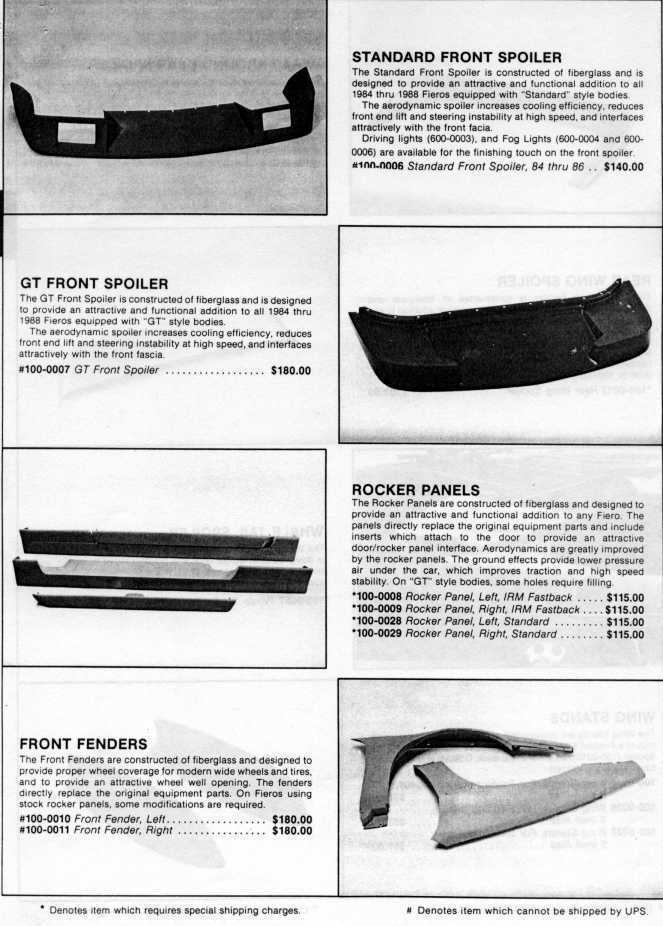 STANDARD FRONT SPOILER
The Standard Front Spoiler is constructed of fiberglass and is
designed to provide an attractive and functional addition to all
1984 thru 1988 Fieros equipped with "Standard" style bodies.
The aerodynamic spoiler increases cooling efficiency, reduces
front end lift and steering instability at high speed, and interfaces
attractively with the front facia.
Driving lights (600-0003), and Fog Lights (600-0004 and 600-
0006) are available for the finishing touch on the front spoiler.
#100-0006 Standard Front Spoiler, 84 thru 86 .. $140.00
GT FRONT SPOILER
The GT Front Spoiler is constructed of fiberglass and is designed
to provide an attractive and functional addition to all 1984 thru
1988 Fieros equipped with "GT" style bodies.
The aerodynamic spoiler increases cooling efficiency, reduces
front end lift and steering instability at high speed, and interfaces
attractively with the front fascia.
#100-0007 GT Front Spoiler .................. $180.00
ROCKER PANELS
The Rocker Panels are constructed of fiberglass and designed to
provide an attractive and functional addition to any Fiero. The
panels directly replace the original equipment parts and include
inserts which attach to the door to provide an attractive
door/rocker panel interface. Aerodynamics are greatly improved
by the rocker panels. The ground effects provide lower pressure
air under the car, which improves traction and high speed
stability. On "GT" style bodies, some holes require filling.
*100-0008 Rocker Panel, Left, IRM Fastback ..... $115.00
*100-0009 Rocker Panel, Right, IRM Fastback .... $115.00
*100-0028 Rocker Panel, Left, Standard ......... $115.00
*100-0029 Rocker Panel, Right, Standard ........ $115.00
FRONT FENDERS
The Front Fenders are constructed of fiberglass and designed to
provide proper wheel coverage for modern wide wheels and tires,
and to provide an attractive wheel well opening. The fenders
directly replace the original equipment parts. On Fieros using
stock rocker panels, some modifications are required.
#100-0010 Front Fender, Left.................. $180.00
#100-0011 Front Fender, Right ................ $180.00
* Denotes item which requires special shipping charges.
# Denotes item which cannot be shipped by UPS.